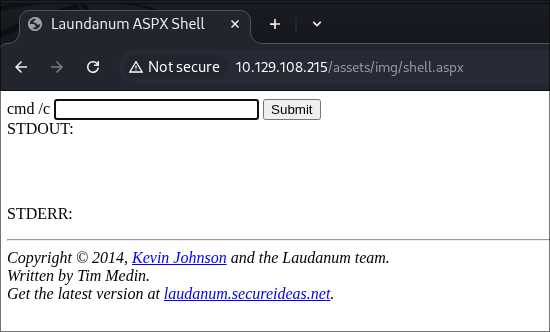 Laudanum ASPX Shell
Not secure 10.129.108.215/assets/img/shell.aspx
cmd /c Submit
STDOUT:
STDERR:
Copyright © 2014, Kevin Johnson and the Laudanum team.
Written by Tim Medin.
Get the latest version at laudanum.secureideas.net.